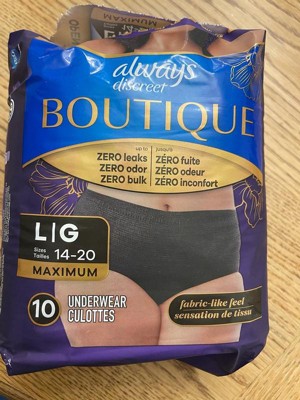 MUMIXAM
always
discreet
BOUTIQUE
up to
ZERO leaks
ZERO odor
ZERO bulk
jusqu'à
ZÉRO fuite
ZÉRO odeur
ZÉRO inconfort
L|G
Sizes
Tailles
14-20
MAXIMUM
10
UNDERWEAR
CULOTTES
fabric-like feel
sensation de tissu